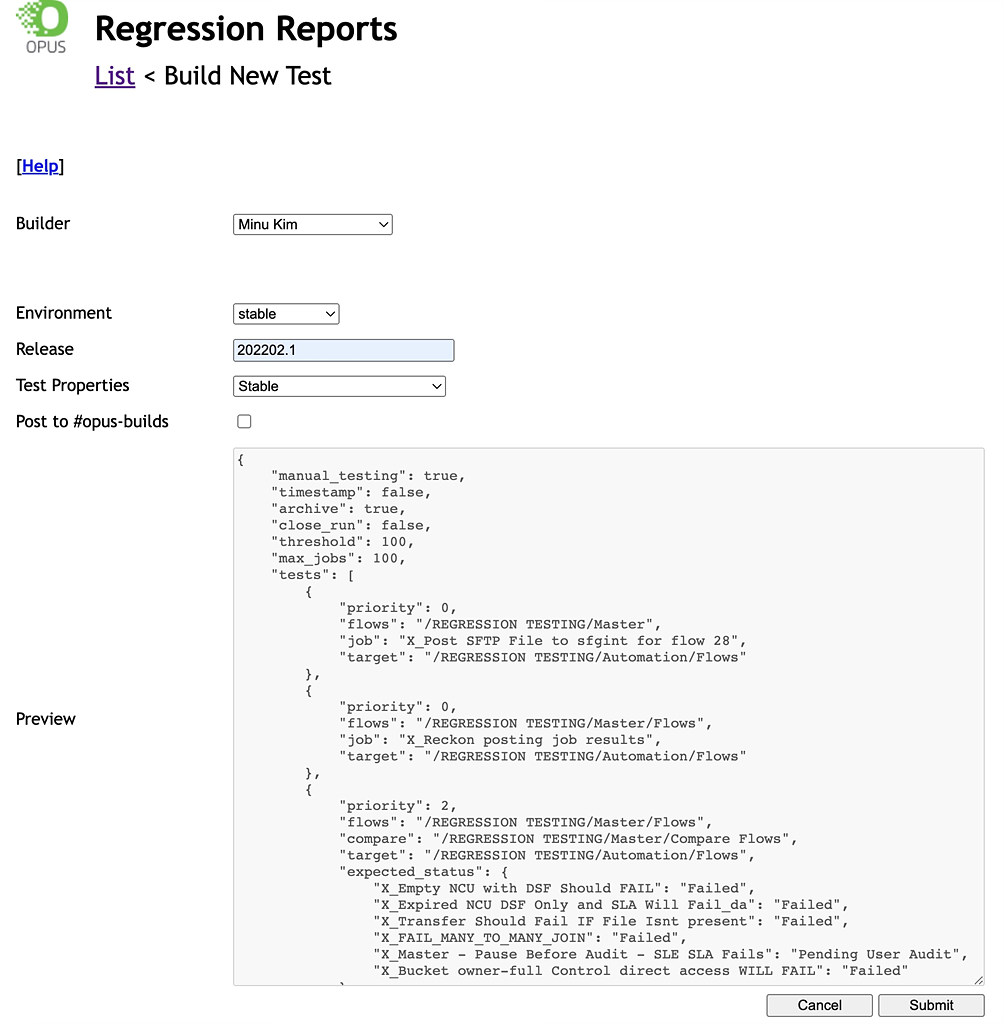 OPUS
Regression Reports
List < Build New Test
[Help]
Builder
Minu Kim
Environment
stable
Release
202202.1
Test Properties
Stable
Post to #opus-builds
Preview
{
    "manual_testing": true,
    "timestamp": false,
    "archive": true,
    "close_run": false,
    "threshold": 100,
    "max_jobs": 100,
    "tests": [
        {
            "priority": 0,
            "flows": "/REGRESSION TESTING/Master",
            "job": "X_Post SFTP File to sfgint for flow 28",
            "target": "/REGRESSION TESTING/Automation/Flows"
        },
        {
            "priority": 0,
            "flows": "/REGRESSION TESTING/Master/Flows",
            "job": "X_Reckon posting job results",
            "target": "/REGRESSION TESTING/Automation/Flows"
        },
        {
            "priority": 2,
            "flows": "/REGRESSION TESTING/Master/Flows",
            "compare": "/REGRESSION TESTING/Master/Compare Flows",
            "target": "/REGRESSION TESTING/Automation/Flows",
            "expected_status": {
                "X_Empty NCU with DSF Should FAIL": "Failed",
                "X_Expired NCU DSF Only and SLA Will Fail_da": "Failed",
                "X_Transfer Should Fail IF File Isnt present": "Failed",
                "X_FAIL_MANY_TO_MANY_JOIN": "Failed",
                "X_Master - Pause Before Audit - SLE SLA Fails": "Pending User Audit",
                "X_Bucket owner-full Control direct access WILL FAIL": "Failed"
Cancel
Submit